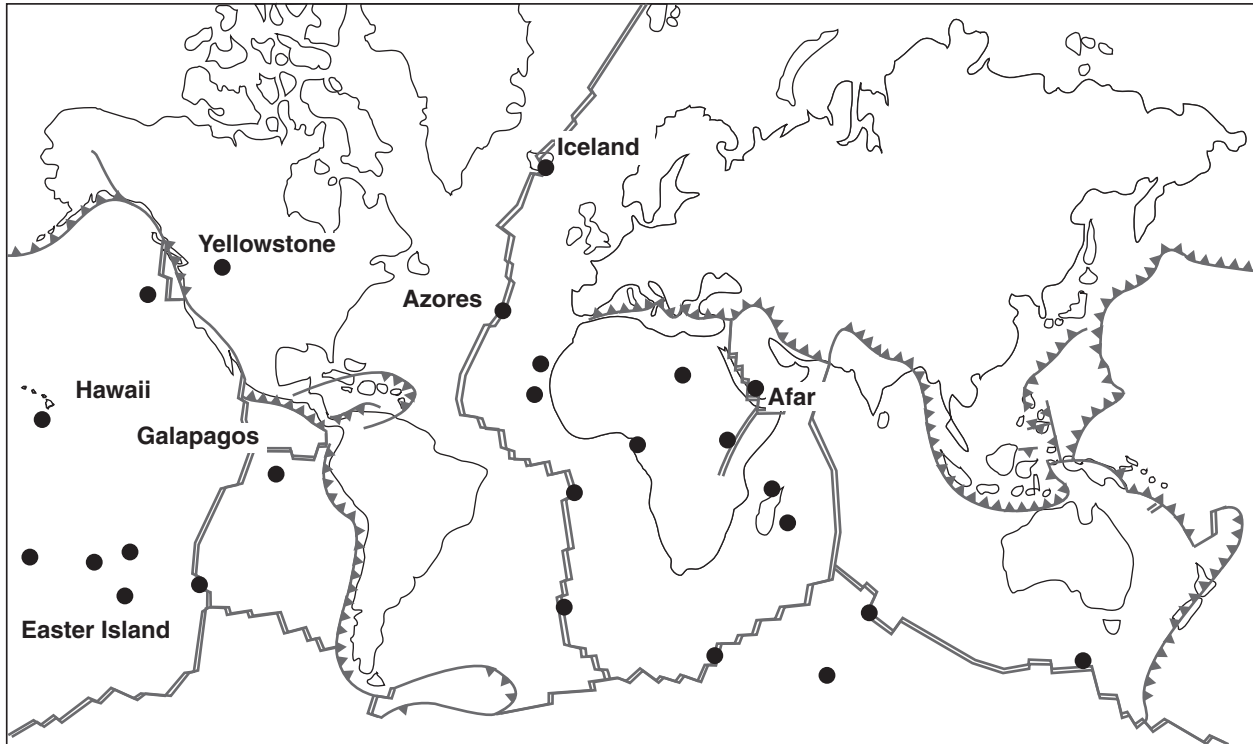 Iceland
Yellowstone
Azores
Hawaii
Afar
Galapagos
Easter Island